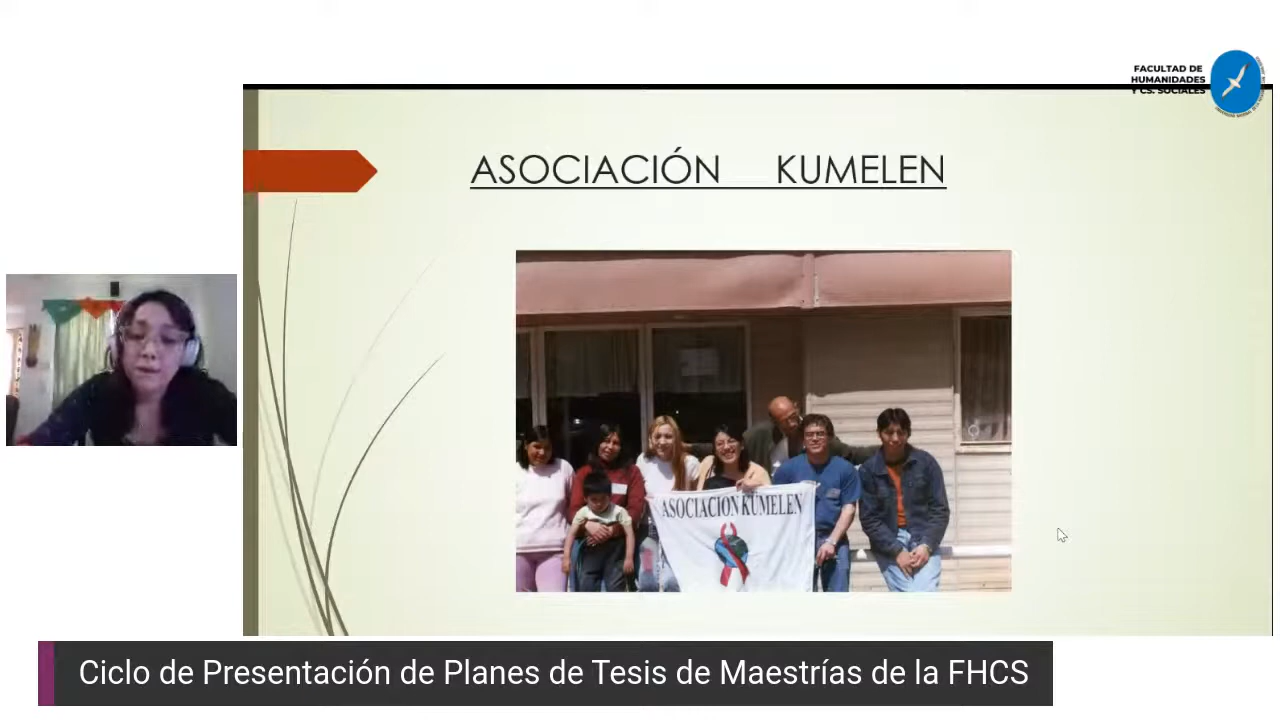 FACULTAD DE
HUMANIDADES
Y CS. SOCIALES
ASOCIACIÓN KUMELEN
ASOCIACION KUMELEN
Ciclo de Presentación de Planes de Tesis de Maestrías de la FHCS